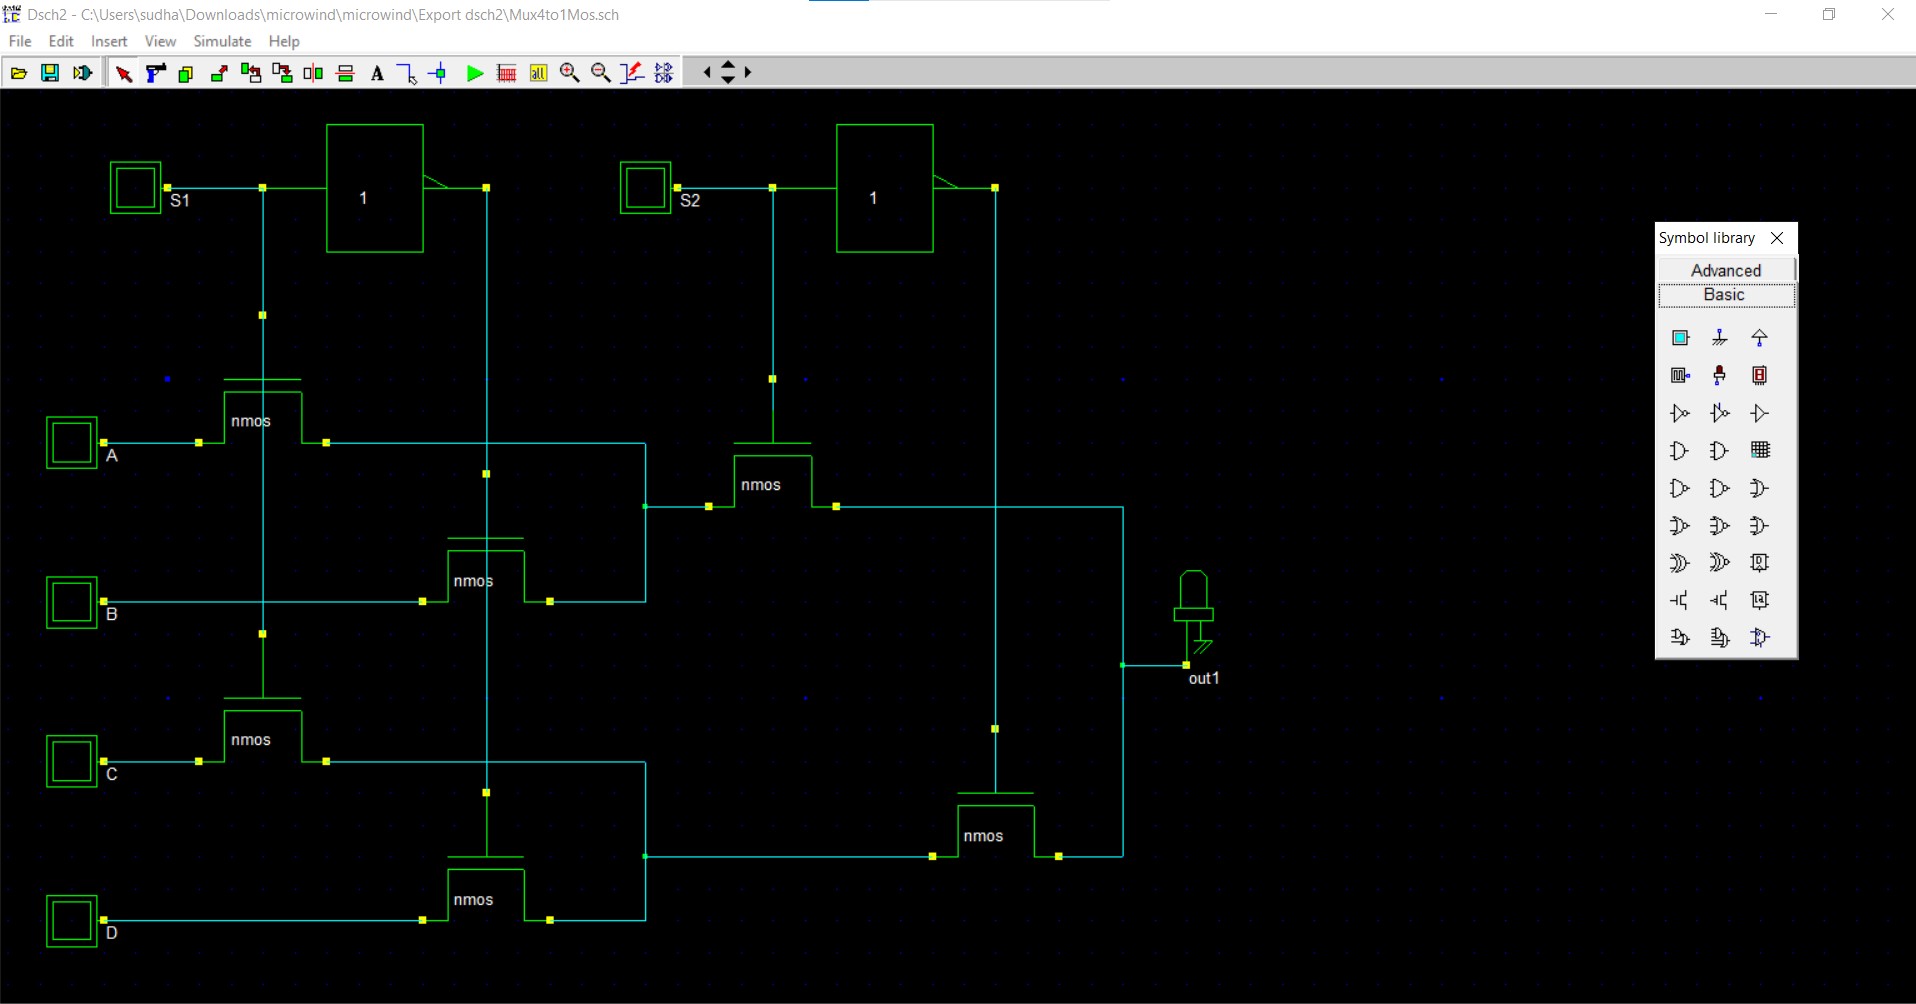 Dsch2 - C:\Users\sudha\Downloads\microwind\microwind\Export dsch2\Mux4to1Mos.sch
File Edit Insert View Simulate Help
A all
1
1
S1
S2
Symbol library
Advanced
Basic
nmos
A
nmos
nmos
B
out1
nmos
C
nmos
nmos
D